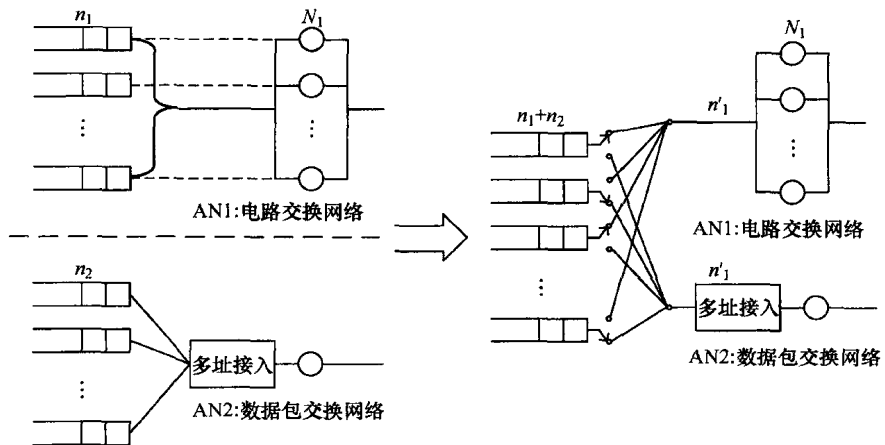 n₁
N₁
⋮
⋮
AN1:电路交换网络
n₂
⋮
多址接入
AN2:数据包交换网络
n₁+n₂
⋮
n'₁
N₁
⋮
AN1:电路交换网络
n'₁
多址接入
AN2:数据包交换网络